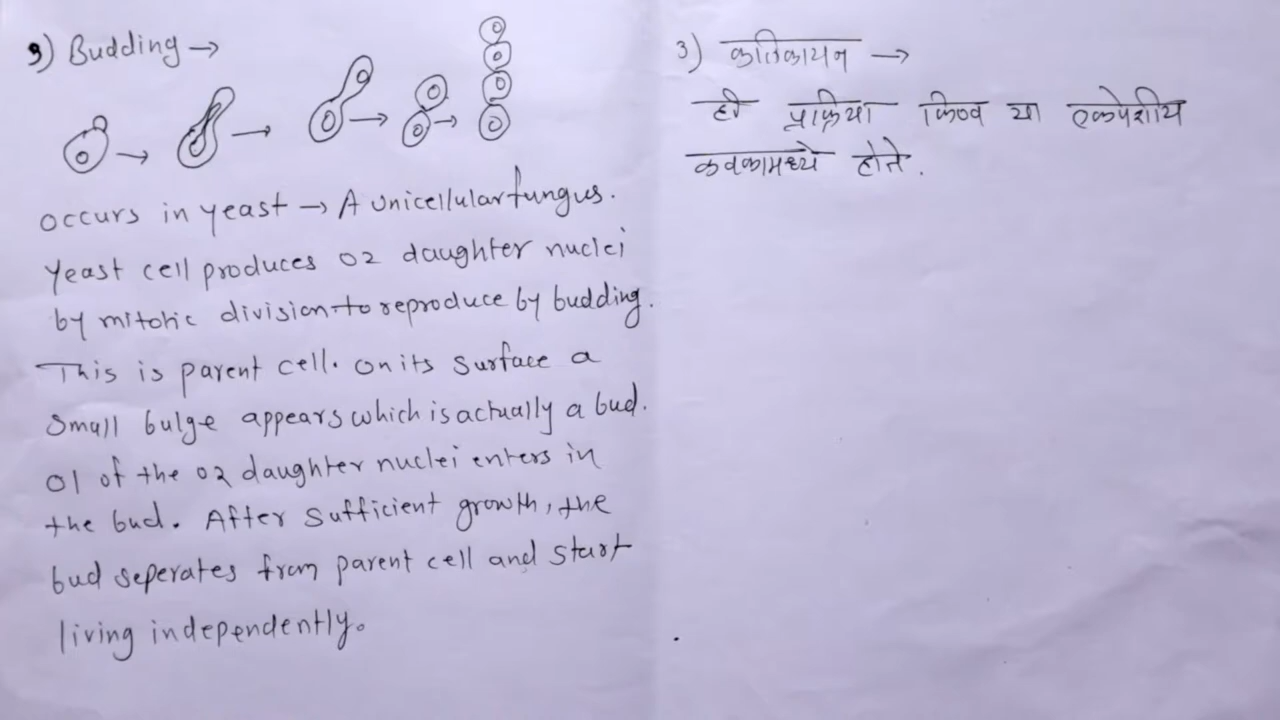 3) Budding →
occurs in yeast → A unicellular fungus.
Yeast cell produces 02 daughter nuclei
by mitotic division to reproduce by budding.
This is parent cell. on its surface a
small bulge appears which is actually a bud.
01 of the 02 daughter nuclei enters in
the bud. After sufficient growth, the
bud seperates from parent cell and start
living independently.
3) कलिकायन →
ही प्राक्रिया किण्व या एकपेशीय
कवकामध्ये होते.